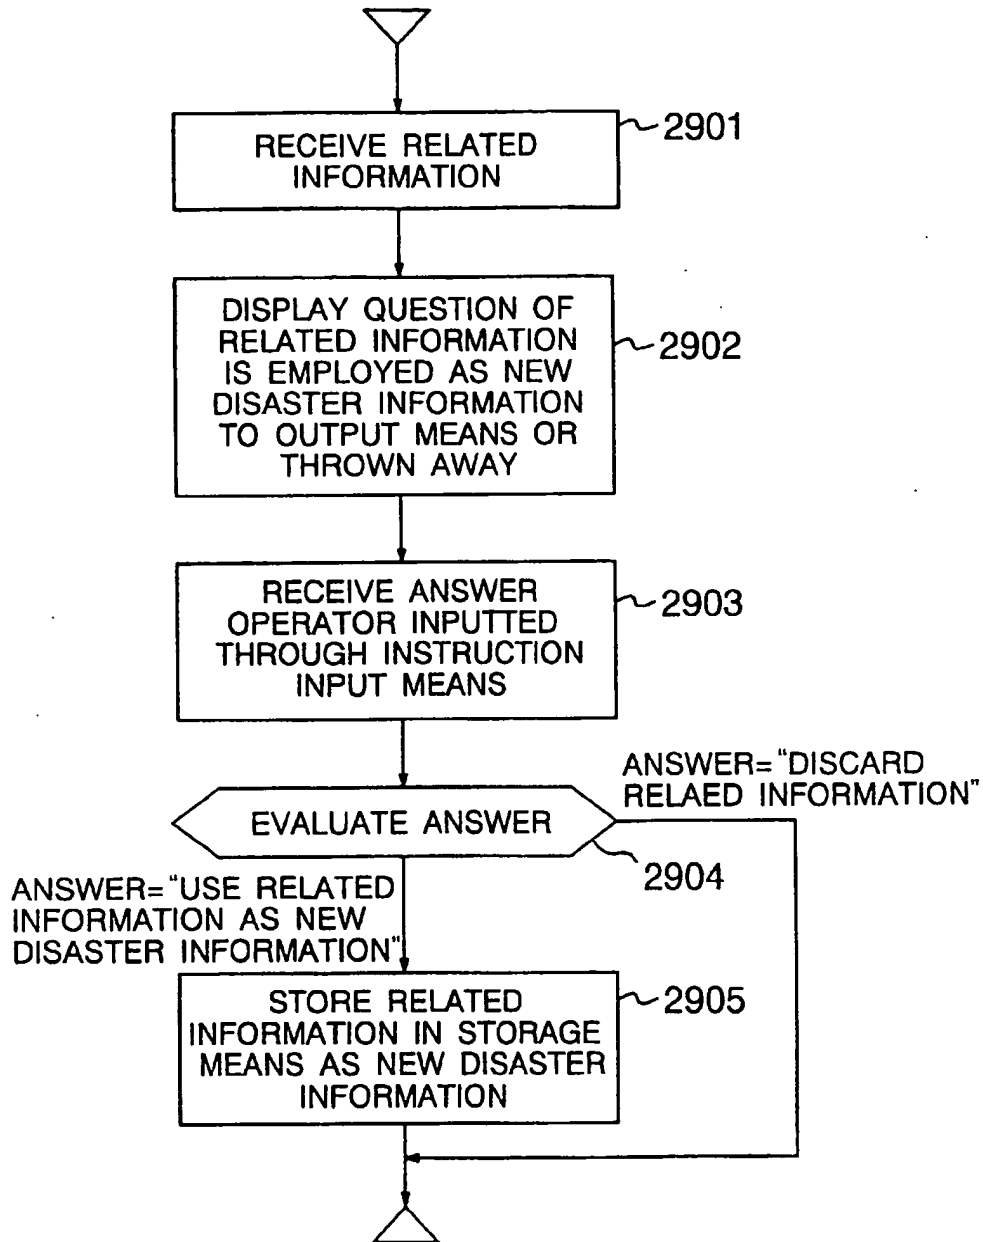 RECEIVE RELATED
INFORMATION
2901
DISPLAY QUESTION OF
RELATED INFORMATION
IS EMPLOYED AS NEW
DISASTER INFORMATION
TO OUTPUT MEANS OR
THROWN AWAY
2902
RECEIVE ANSWER
OPERATOR INPUTTED
THROUGH INSTRUCTION
INPUT MEANS
2903
ANSWER="DISCARD
RELAED INFORMATION"
EVALUATE ANSWER
2904
ANSWER="USE RELATED
INFORMATION AS NEW
DISASTER INFORMATION"
STORE RELATED
INFORMATION IN STORAGE
MEANS AS NEW DISASTER
INFORMATION
2905